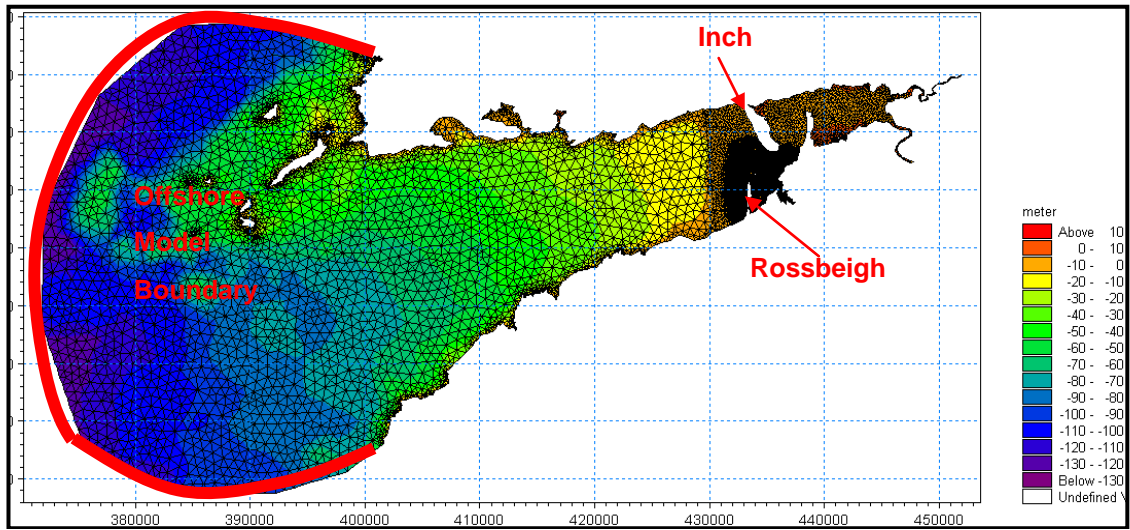 Inch
Offshore
Model
Boundary
Rossbeigh
meter
Above 10
0 - 10
-10 - 0
-20 - -10
-30 - -20
-40 - -30
-50 - -40
-60 - -50
-70 - -60
-80 - -70
-90 - -80
-100 - -90
-110 - -100
-120 - -110
-130 - -120
Below -130
Undefined
380000 390000 400000 410000 420000 430000 440000 450000